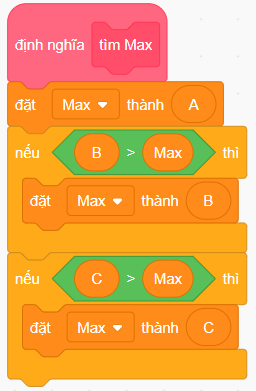 định nghĩa tìm Max
đặt Max thành A
nếu B > Max thì
đặt Max thành B
nếu C > Max thì
đặt Max thành C